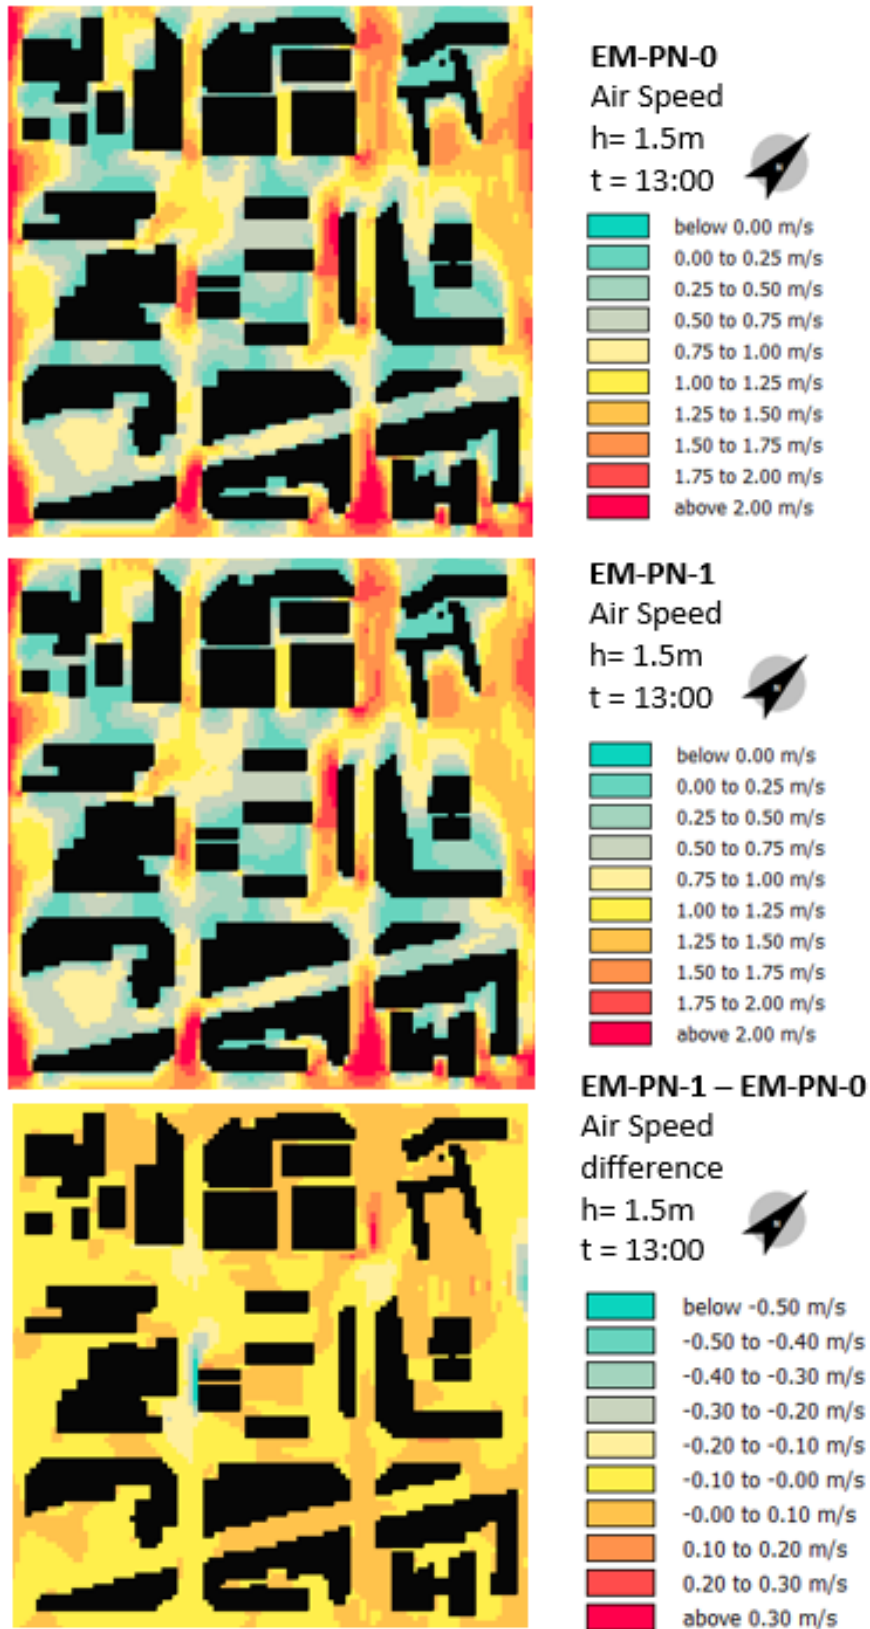 EM-PN-0
Air Speed
h= 1.5m
t = 13:00
below 0.00 m/s
0.00 to 0.25 m/s
0.25 to 0.50 m/s
0.50 to 0.75 m/s
0.75 to 1.00 m/s
1.00 to 1.25 m/s
1.25 to 1.50 m/s
1.50 to 1.75 m/s
1.75 to 2.00 m/s
above 2.00 m/s
EM-PN-1
Air Speed
h= 1.5m
t = 13:00
below 0.00 m/s
0.00 to 0.25 m/s
0.25 to 0.50 m/s
0.50 to 0.75 m/s
0.75 to 1.00 m/s
1.00 to 1.25 m/s
1.25 to 1.50 m/s
1.50 to 1.75 m/s
1.75 to 2.00 m/s
above 2.00 m/s
EM-PN-1 – EM-PN-0
Air Speed
difference
h= 1.5m
t = 13:00
below -0.50 m/s
-0.50 to -0.40 m/s
-0.40 to -0.30 m/s
-0.30 to -0.20 m/s
-0.20 to -0.10 m/s
-0.10 to -0.00 m/s
-0.00 to 0.10 m/s
0.10 to 0.20 m/s
0.20 to 0.30 m/s
above 0.30 m/s